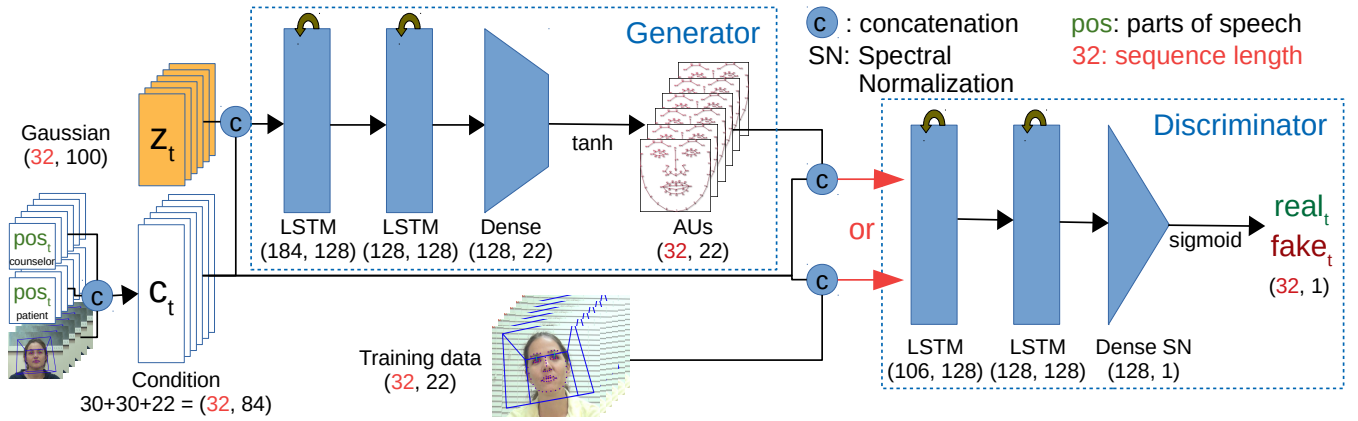 Generator
c : concatenation
SN: Spectral
Normalization
pos: parts of speech
32: sequence length
Gaussian
(32, 100)
z_t
c
LSTM
(184, 128)
LSTM
(128, 128)
Dense
(128, 22)
tanh
AUs
(32, 22)
c
or
c
Discriminator
LSTM
(106, 128)
LSTM
(128, 128)
Dense SN
(128, 1)
sigmoid
real_t
fake_t
(32, 1)
pos_t
counselor
pos_t
patient
c
c_t
Condition
30+30+22 = (32, 84)
Training data
(32, 22)